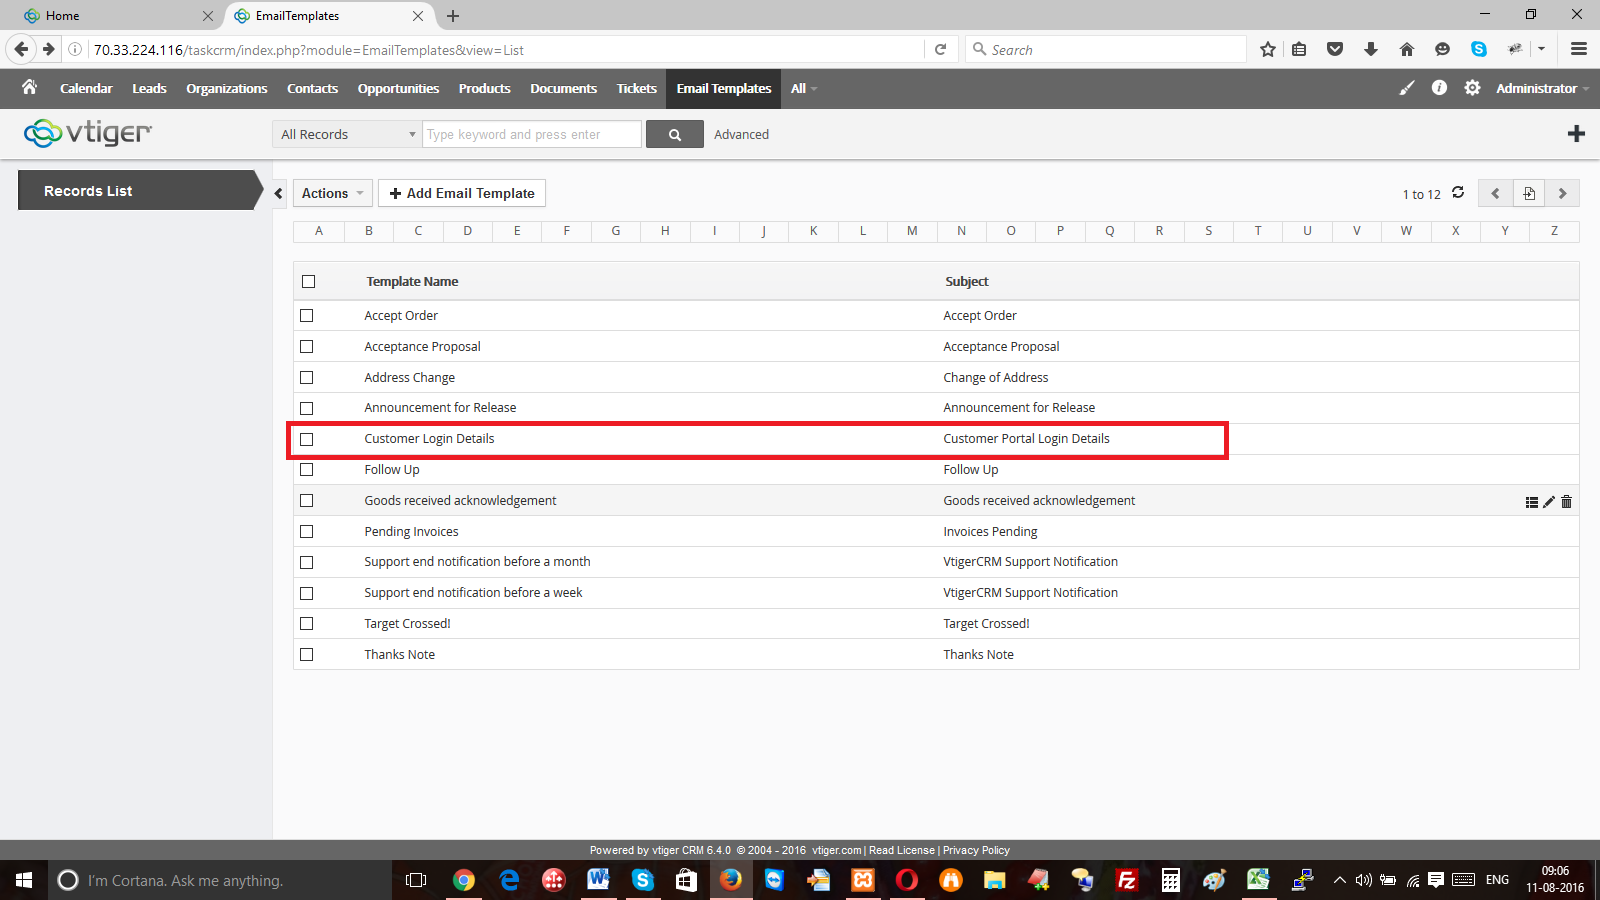 Home
EmailTemplates
70.33.224.116/taskcrm/index.php?module=EmailTemplates&view=List
Search
Calendar Leads Organizations Contacts Opportunities Products Documents Tickets Email Templates All
Administrator
vtiger
All Records
Type keyword and press enter
Advanced
Records List
Actions
Add Email Template
1 to 12
A B C D E F G H I J K L M N O P Q R S T U V W X Y Z
Template Name Subject
Accept Order Accept Order
Acceptance Proposal Acceptance Proposal
Address Change Change of Address
Announcement for Release Announcement for Release
Customer Login Details Customer Portal Login Details
Follow Up Follow Up
Goods received acknowledgement Goods received acknowledgement
Pending Invoices Invoices Pending
Support end notification before a month VtigerCRM Support Notification
Support end notification before a week VtigerCRM Support Notification
Target Crossed! Target Crossed!
Thanks Note Thanks Note
Powered by vtiger CRM 6.4.0 © 2004 - 2016 vtiger.com | Read License | Privacy Policy
I'm Cortana. Ask me anything.
ENG
09:06
11-08-2016